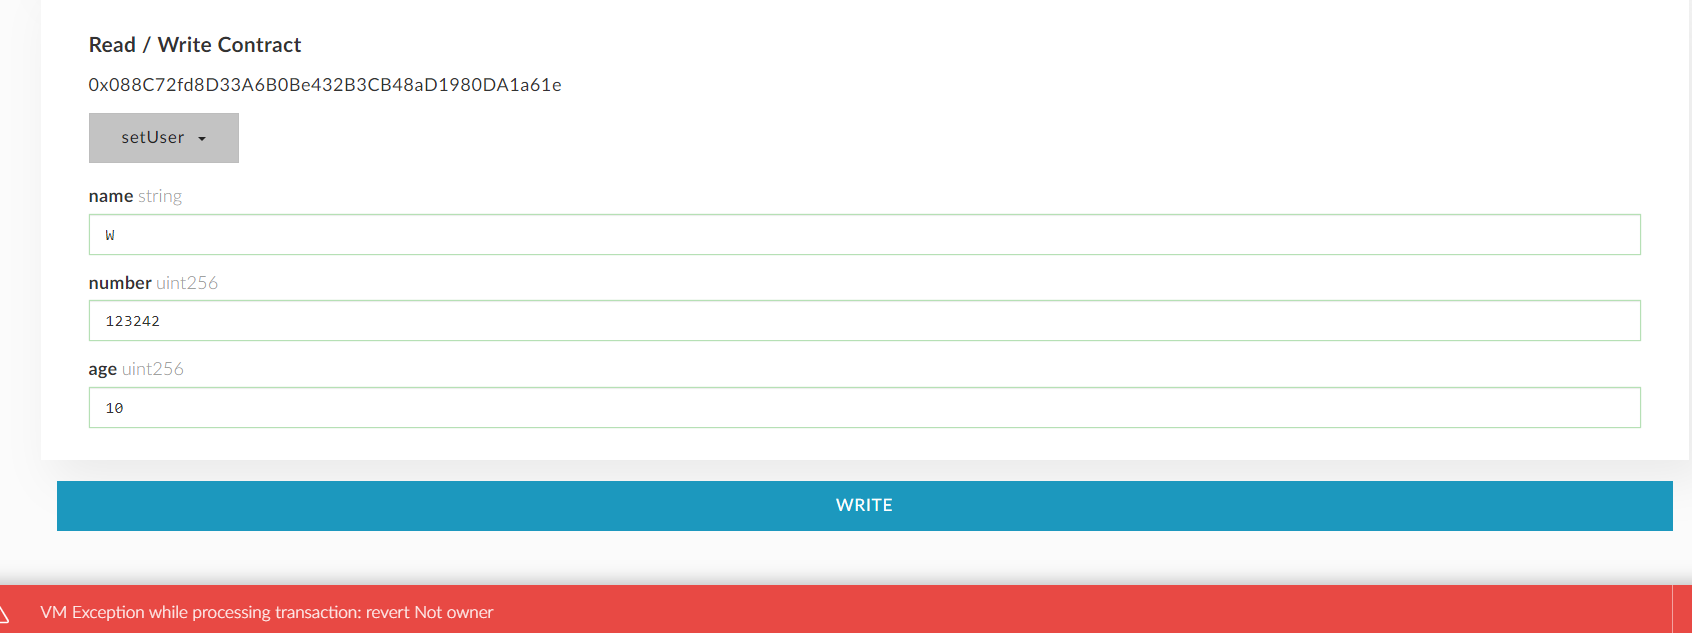 Read / Write Contract
0x088C72fd8D33A6B0Be432B3CB48aD1980DA1a61e
setUser
name string
W
number uint256
123242
age uint256
10
WRITE
VM Exception while processing transaction: revert Not owner